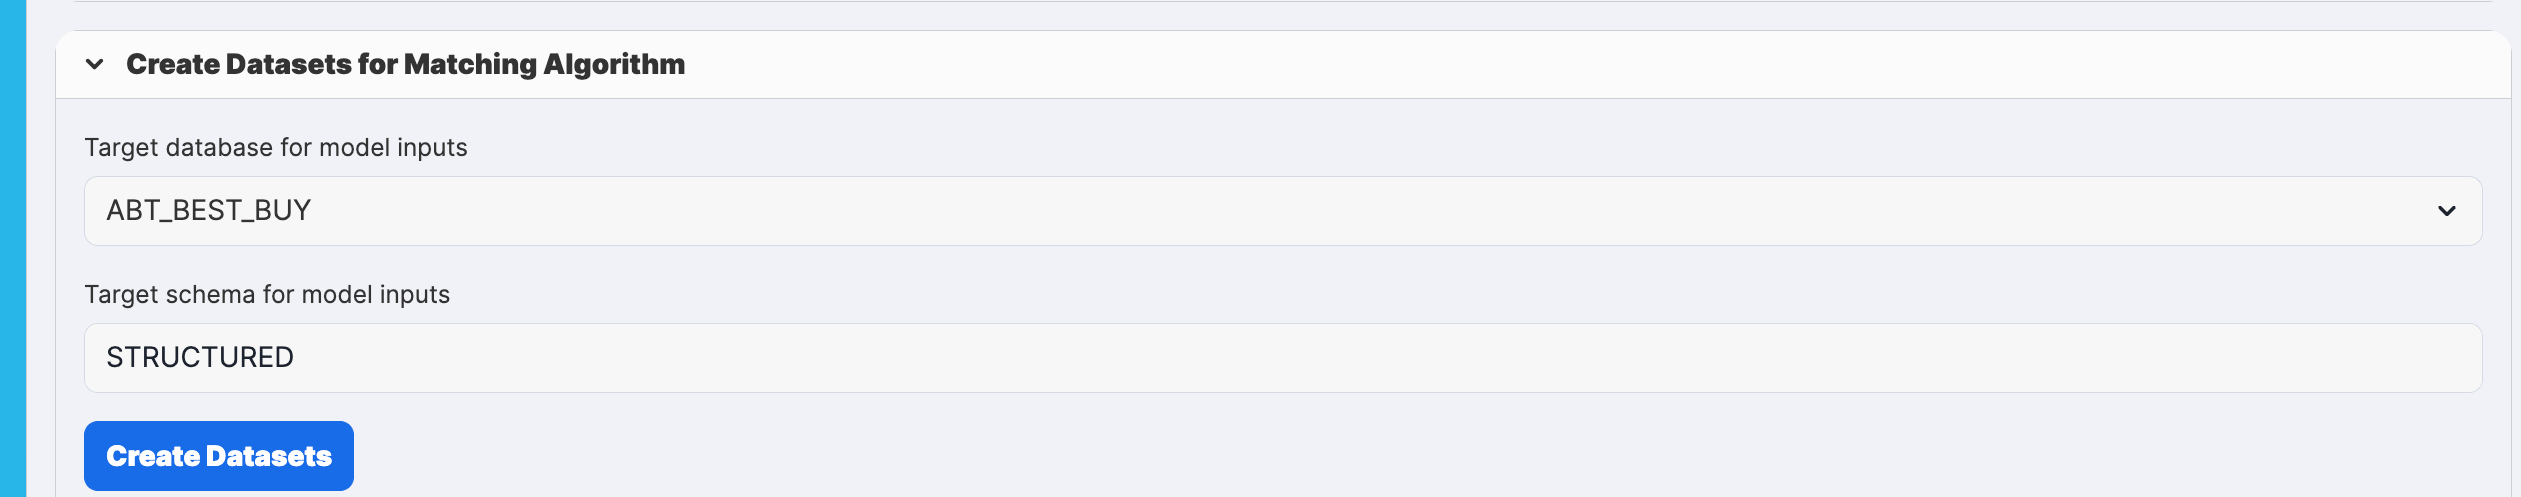 Create Datasets for Matching Algorithm
Target database for model inputs
ABT_BEST_BUY
Target schema for model inputs
STRUCTURED
Create Datasets